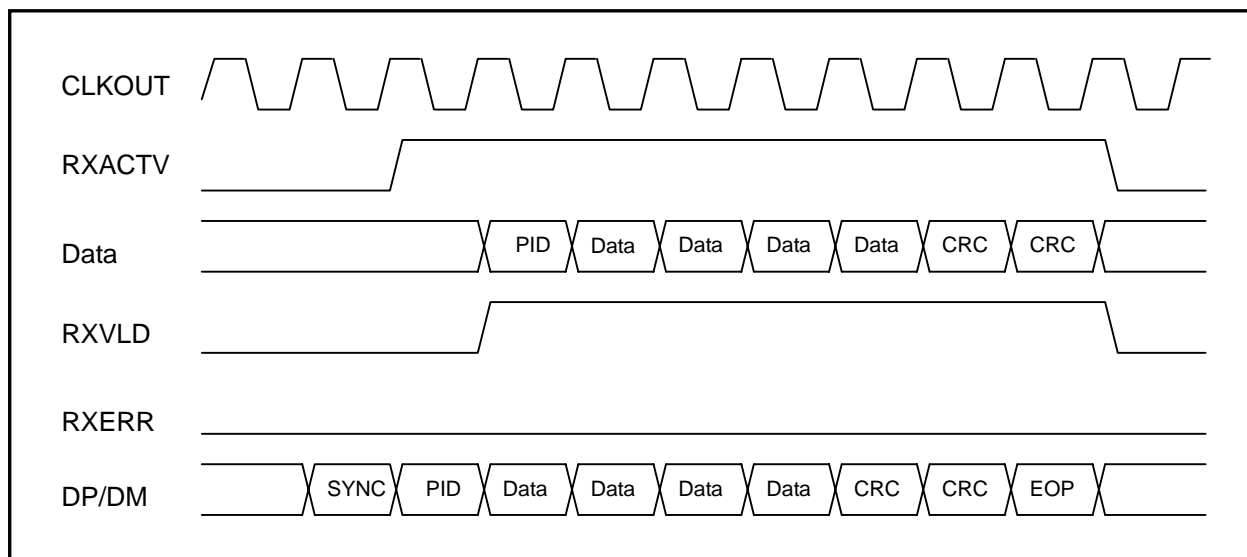 CLKOUT
RXACTV
Data PID Data Data Data Data CRC CRC
RXVLD
RXERR
DP/DM SYNC PID Data Data Data Data CRC CRC EOP